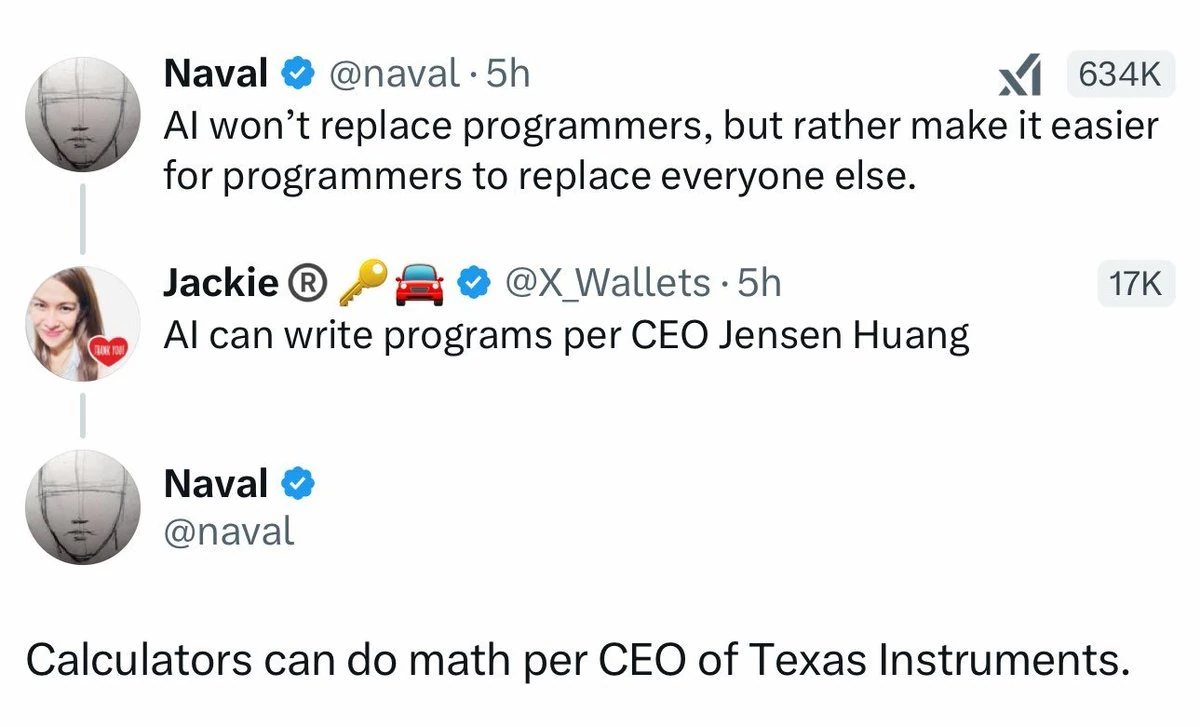 Naval @naval · 5h 634K
AI won’t replace programmers, but rather make it easier
for programmers to replace everyone else.
Jackie ® 🔑 🚘 @X_Wallets · 5h 17K
AI can write programs per CEO Jensen Huang
THANK YOU!
Naval
@naval
Calculators can do math per CEO of Texas Instruments.